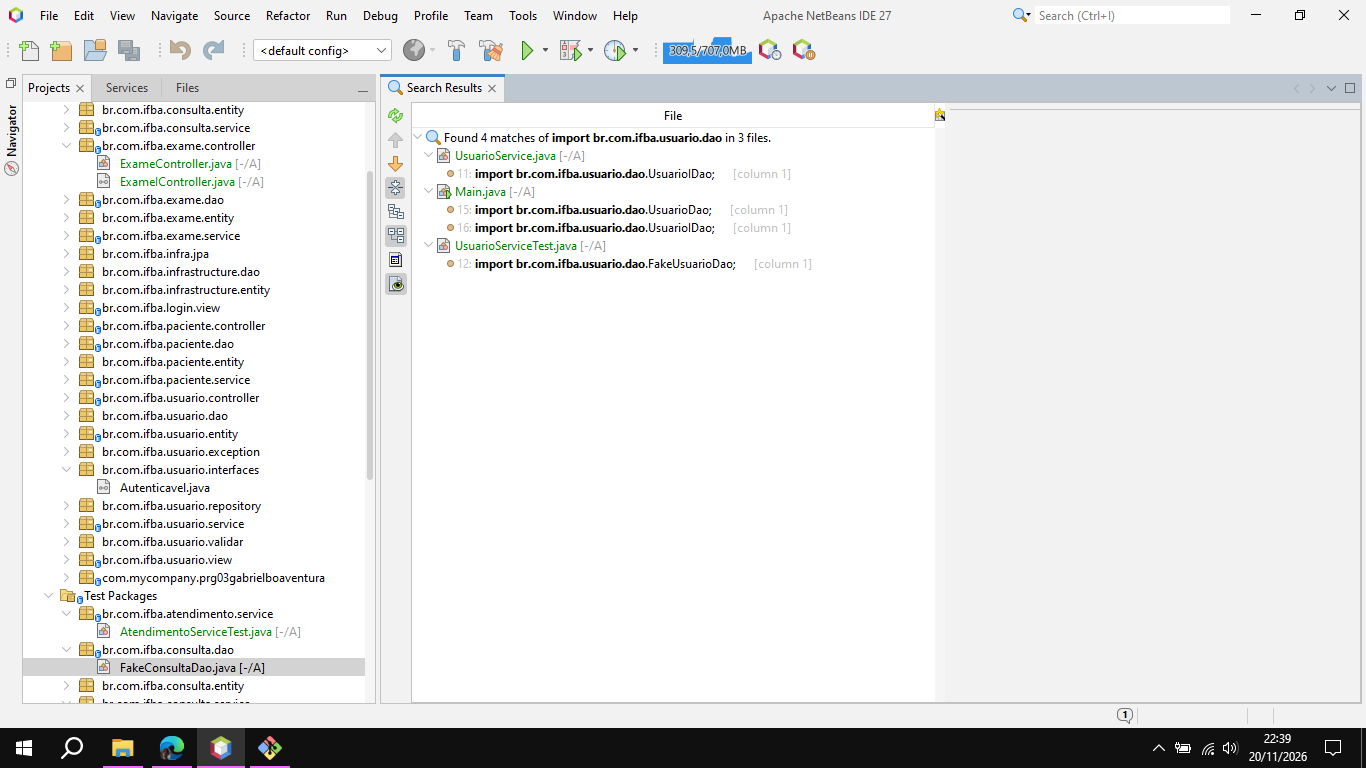 File Edit View Navigate Source Refactor Run Debug Profile Team Tools Window Help
Apache NetBeans IDE 27
Search (Ctrl+I)
<default config>
309,5/707,0MB
Projects
Services
Files
Search Results
Navigator
br.com.ifba.consulta.entity
br.com.ifba.consulta.service
br.com.ifba.exame.controller
ExameController.java [-/A]
ExameIController.java [-/A]
br.com.ifba.exame.dao
br.com.ifba.exame.entity
br.com.ifba.exame.service
br.com.ifba.infra.jpa
br.com.ifba.infrastructure.dao
br.com.ifba.infrastructure.entity
br.com.ifba.login.view
br.com.ifba.paciente.controller
br.com.ifba.paciente.dao
br.com.ifba.paciente.entity
br.com.ifba.paciente.service
br.com.ifba.usuario.controller
br.com.ifba.usuario.dao
br.com.ifba.usuario.entity
br.com.ifba.usuario.exception
br.com.ifba.usuario.interfaces
Autenticavel.java
br.com.ifba.usuario.repository
br.com.ifba.usuario.service
br.com.ifba.usuario.validar
br.com.ifba.usuario.view
com.mycompany.prg03gabrielboaventura
Test Packages
br.com.ifba.atendimento.service
AtendimentoServiceTest.java [-/A]
br.com.ifba.consulta.dao
FakeConsultaDao.java [-/A]
br.com.ifba.consulta.entity
br.com.ifba.consulta.service
File
Found 4 matches of import br.com.ifba.usuario.dao in 3 files.
UsuarioService.java [-/A]
11: import br.com.ifba.usuario.dao.UsuarioIDao; [column 1]
Main.java [-/A]
15: import br.com.ifba.usuario.dao.UsuarioDao; [column 1]
16: import br.com.ifba.usuario.dao.UsuarioIDao; [column 1]
UsuarioServiceTest.java [-/A]
12: import br.com.ifba.usuario.dao.FakeUsuarioDao; [column 1]
1
22:39
20/11/2026